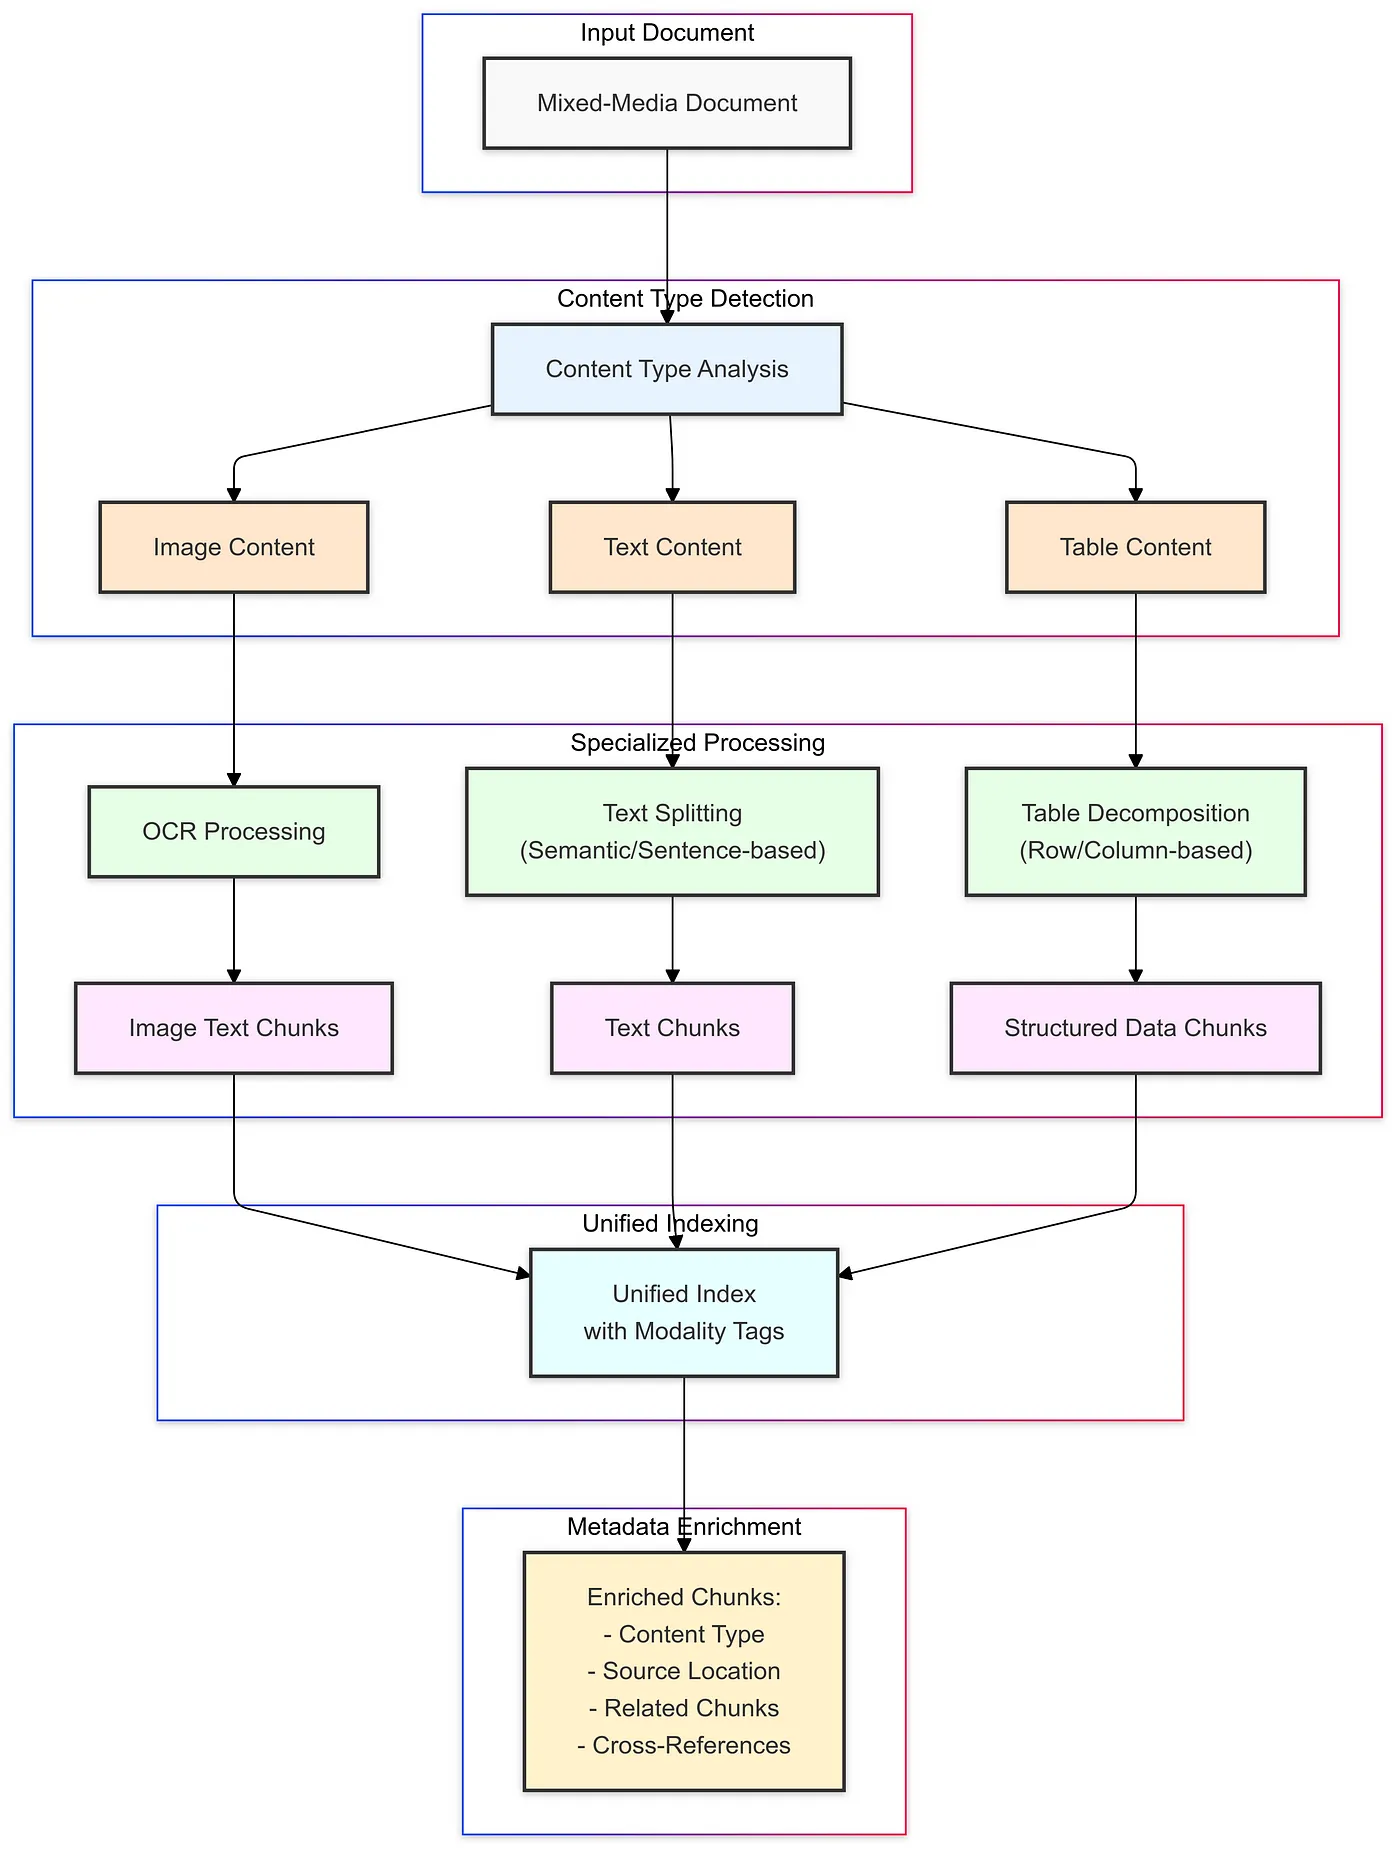 Input Document
Mixed-Media Document
Content Type Detection
Content Type Analysis
Image Content
Text Content
Table Content
Specialized Processing
OCR Processing
Text Splitting
(Semantic/Sentence-based)
Table Decomposition
(Row/Column-based)
Image Text Chunks
Text Chunks
Structured Data Chunks
Unified Indexing
Unified Index
with Modality Tags
Metadata Enrichment
Enriched Chunks:
- Content Type
- Source Location
- Related Chunks
- Cross-References